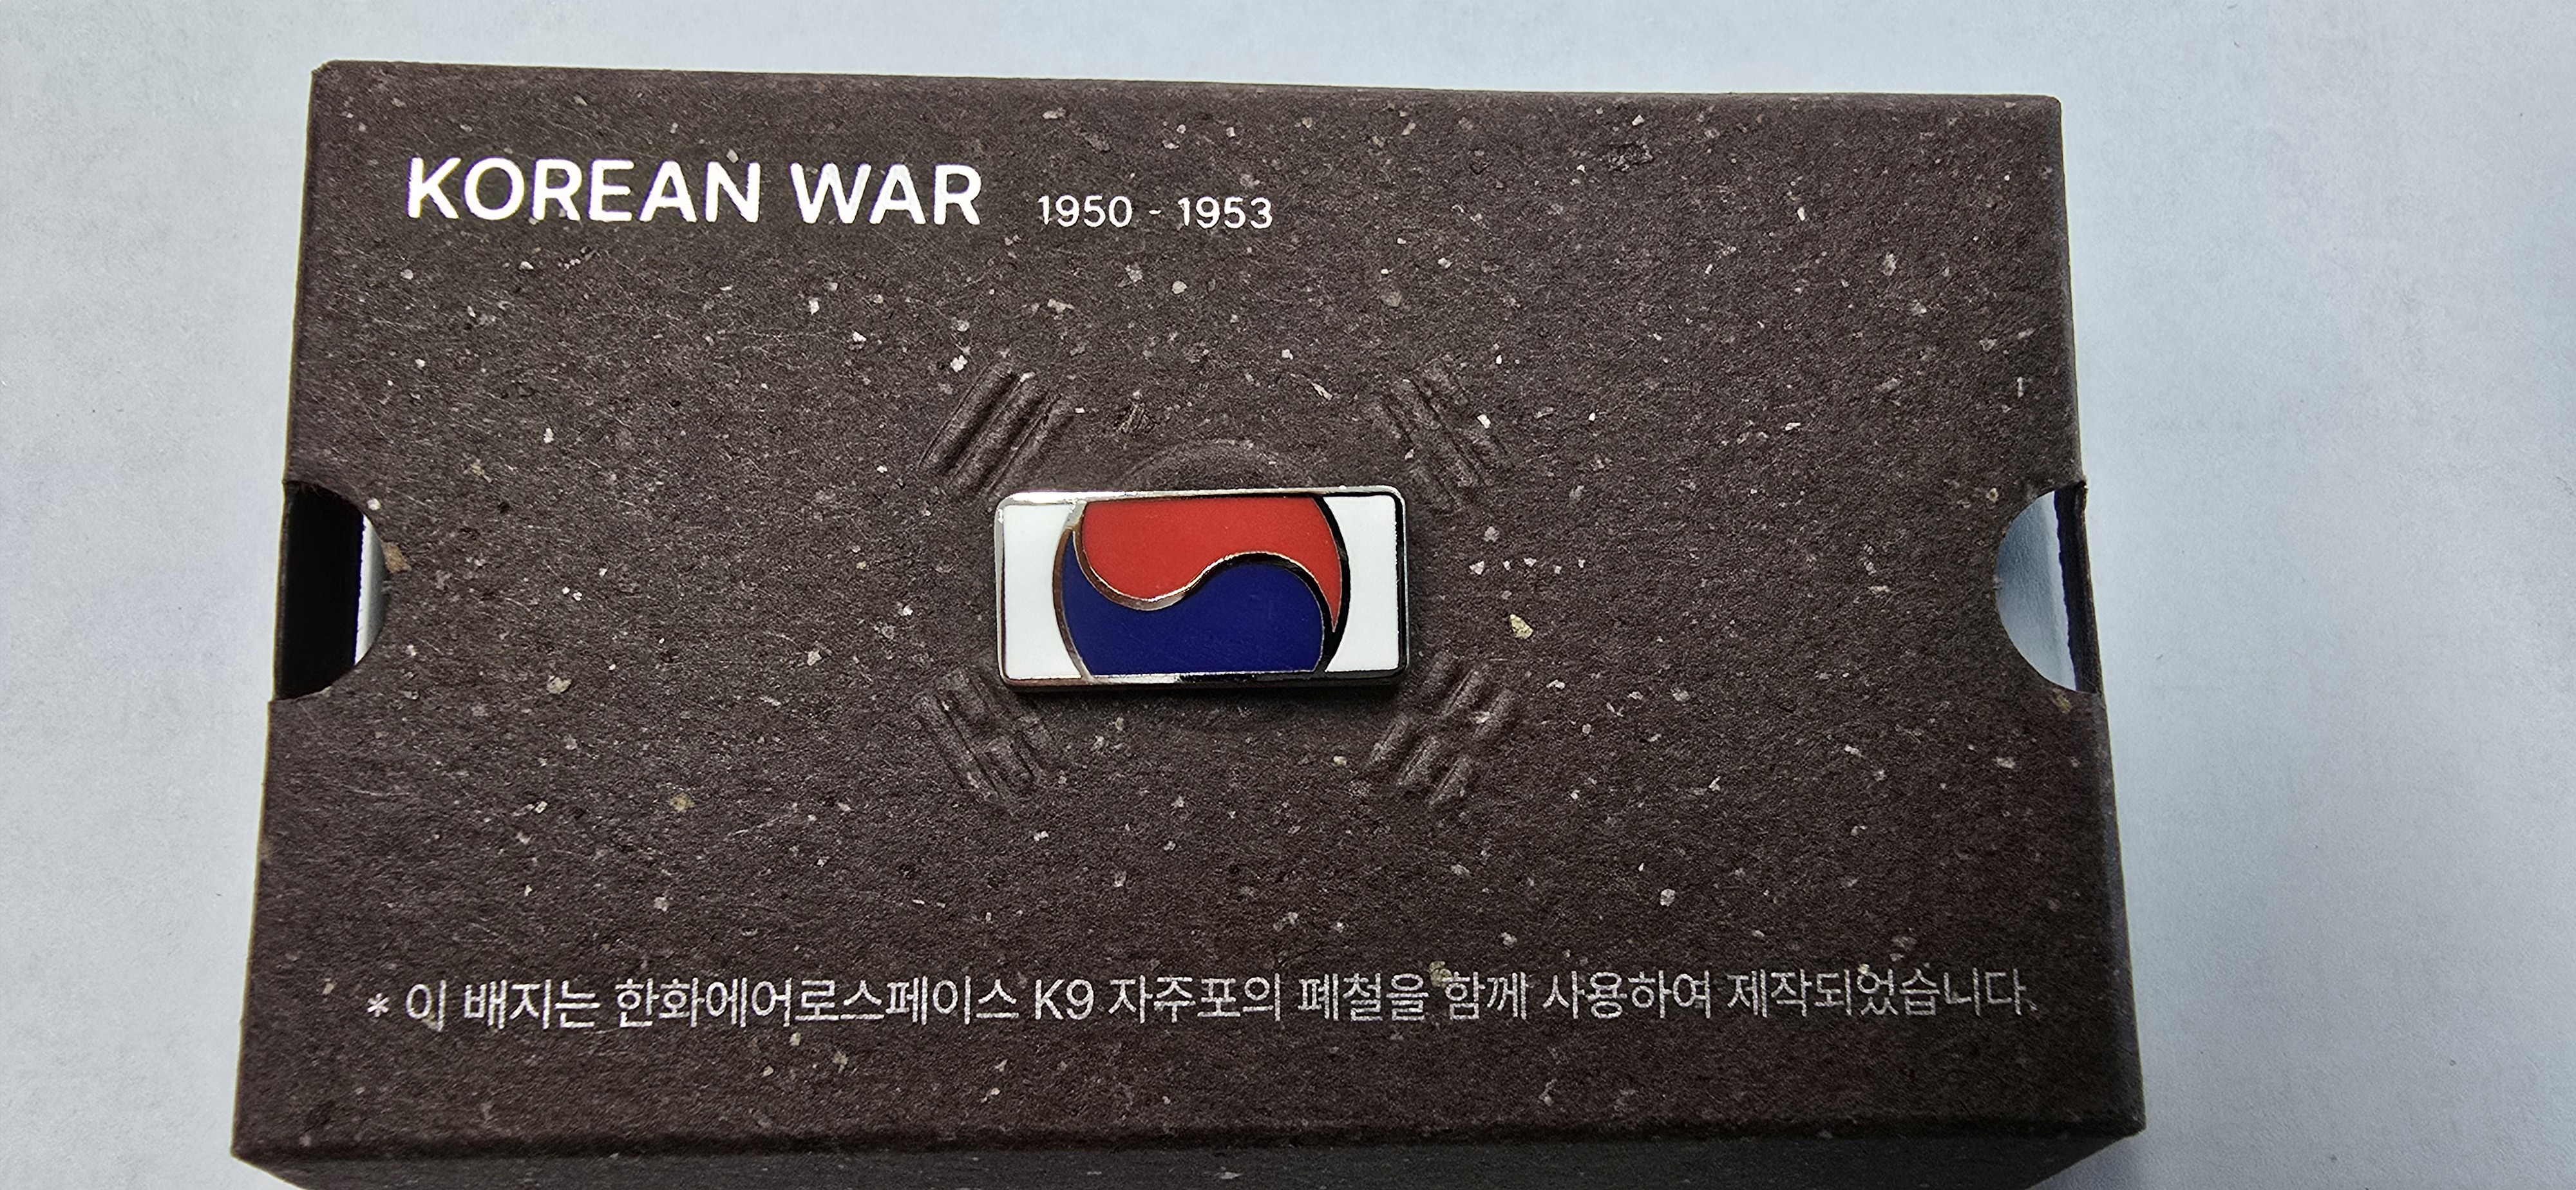 KOREAN WAR 1950 - 1953
* 이 배지는 한화에어로스페이스 K9 자주포의 폐철을 함께 사용하여 제작되었습니다.